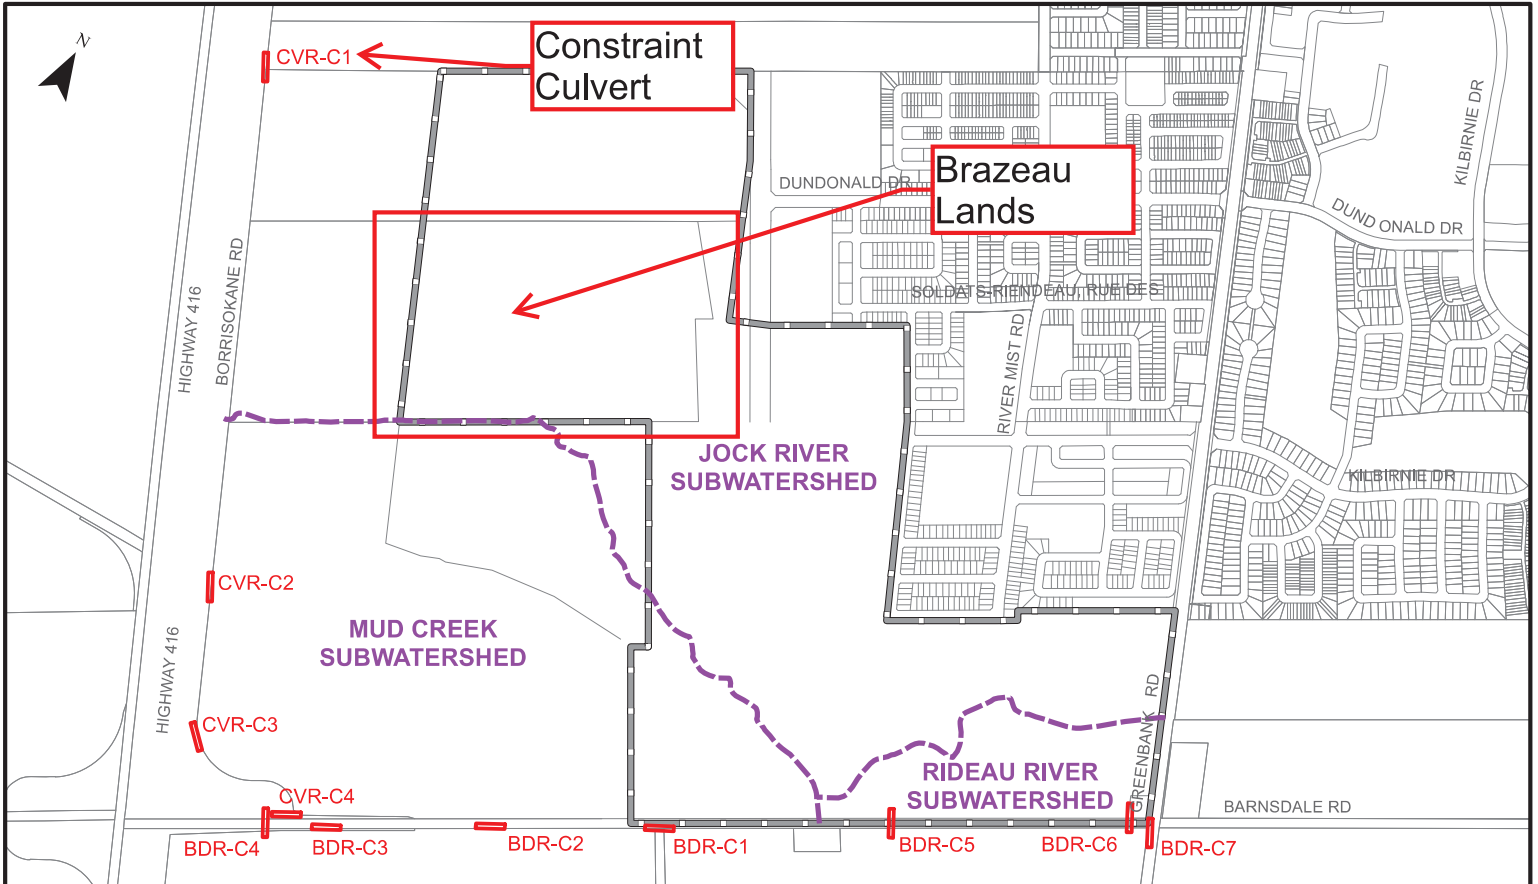 N
CVR-C1
Constraint
Culvert
KILBIRNIE DR
Brazeau
Lands
DUNDONALD DR
DUND ONALD DR
BORRISOKANE RD
HIGHWAY 416
SOLDATS-RIENDEAU, RUE DES
RIVER MIST RD
JOCK RIVER
SUBWATERSHED
KILBIRNIE DR
CVR-C2
MUD CREEK
SUBWATERSHED
HIGHWAY 416
CVR-C3
GREENBANK RD
RIDEAU RIVER
SUBWATERSHED
CVR-C4
BARNSDALE RD
BDR-C4
BDR-C3
BDR-C2
BDR-C1
BDR-C5
BDR-C6
BDR-C7